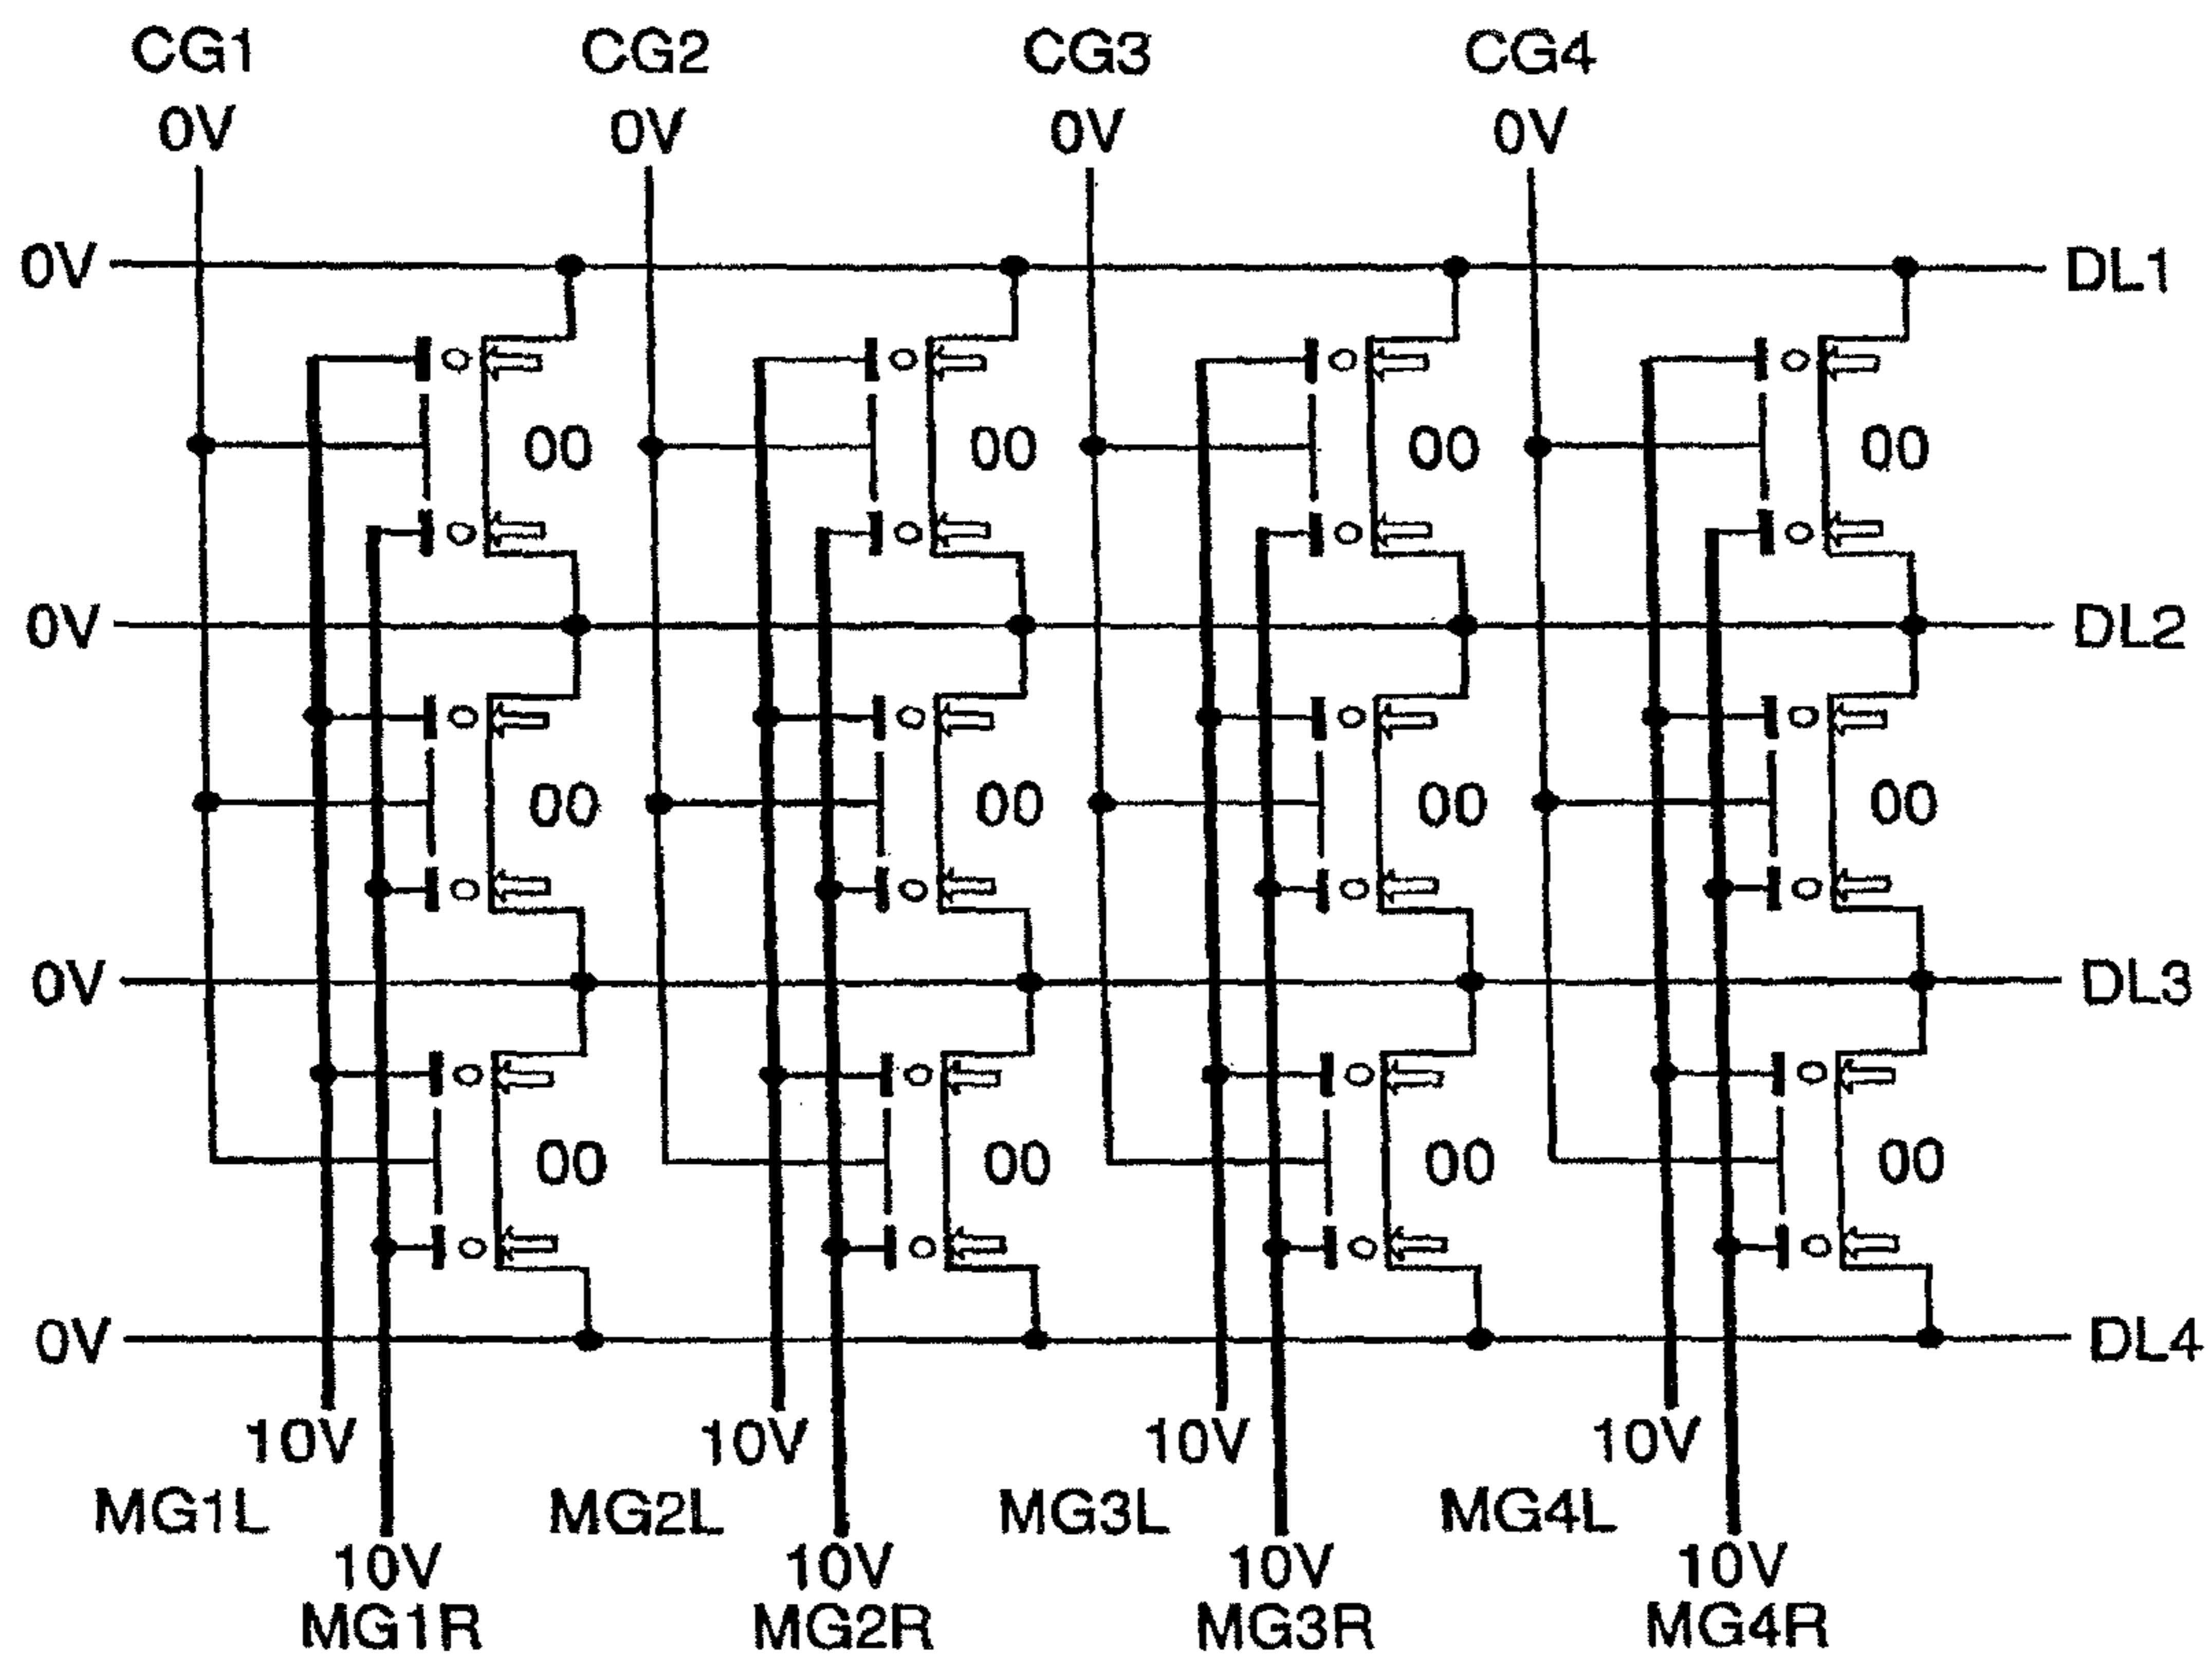 CG1 CG2 CG3 CG4
0V 0V 0V 0V
0V DL1
00 00 00 00
0V DL2
00 00 00 00
0V DL3
00 00 00 00
0V DL4
10V 10V 10V 10V
MG1L MG2L MG3L MG4L
10V 10V 10V 10V
MG1R MG2R MG3R MG4R